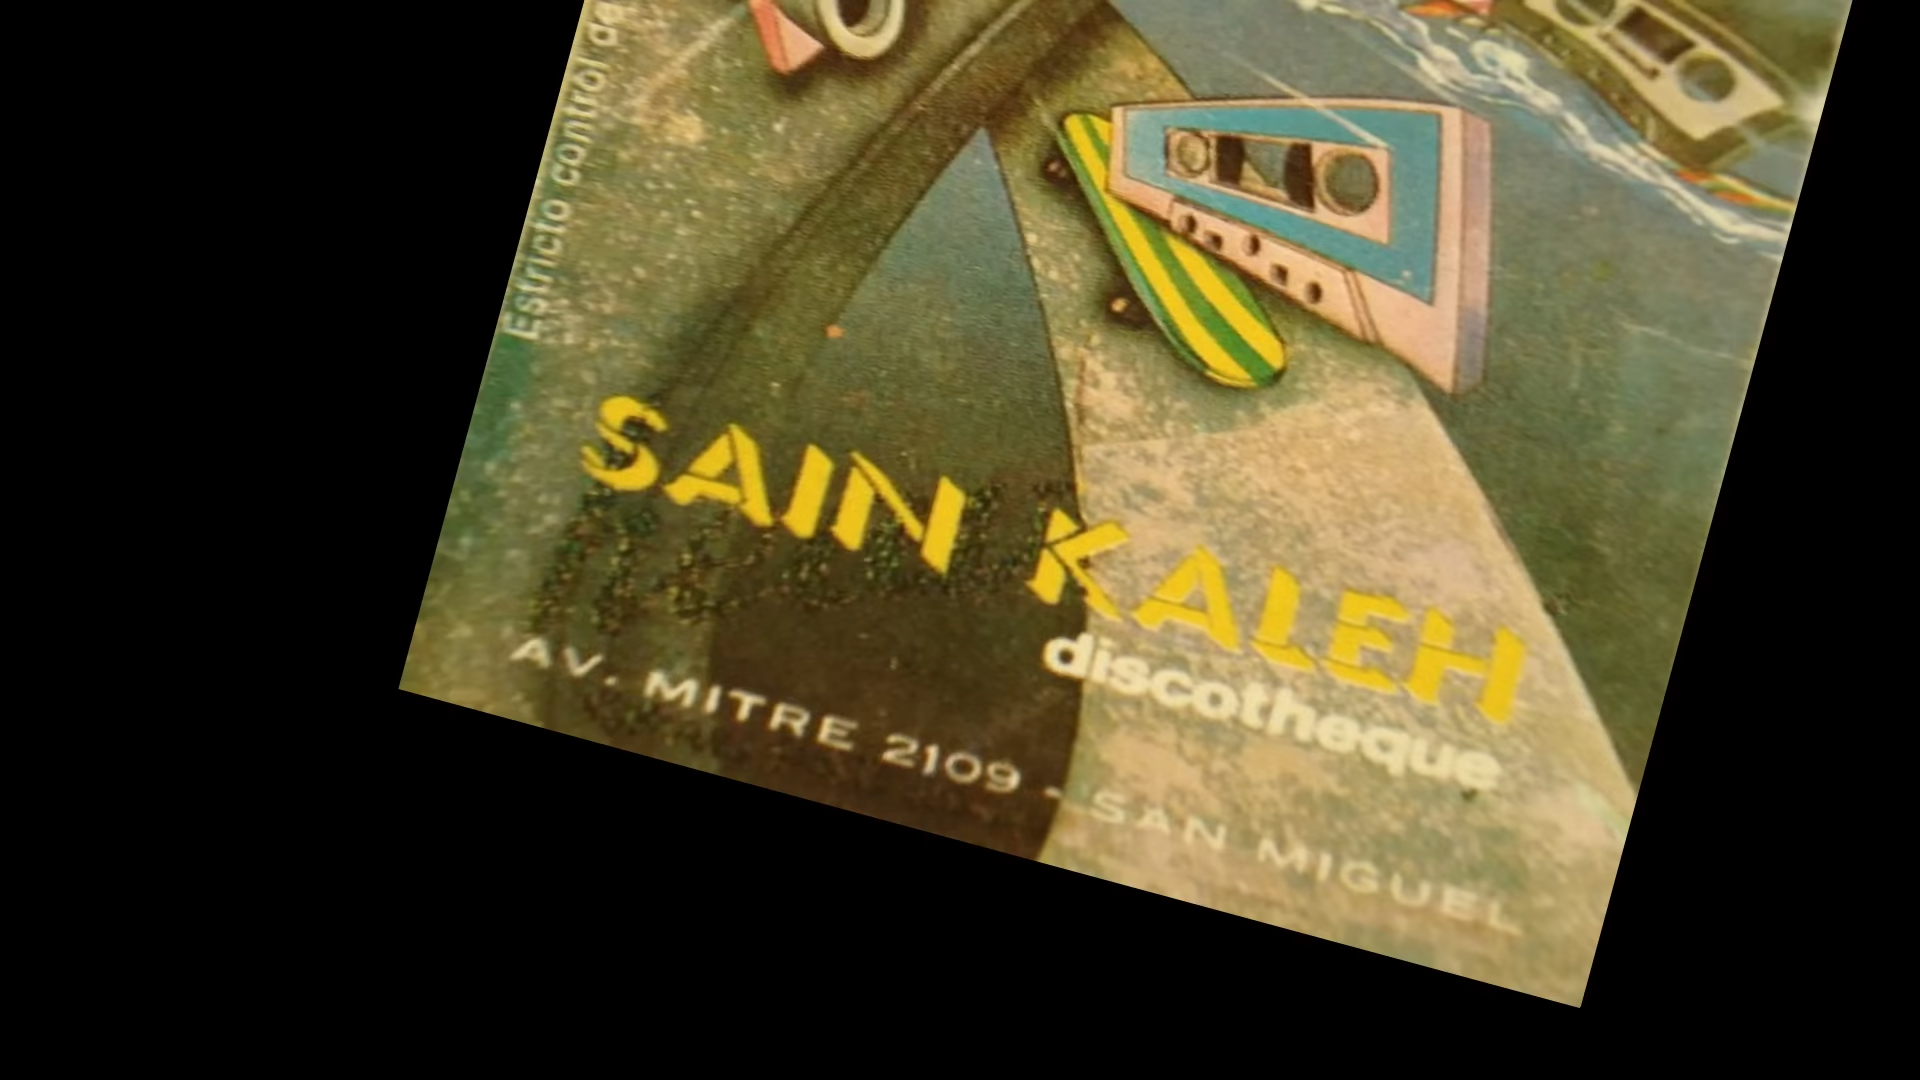 Estricto control
SAIN KALEH
discotheque
AV. MITRE 2109 - SAN MIGUEL